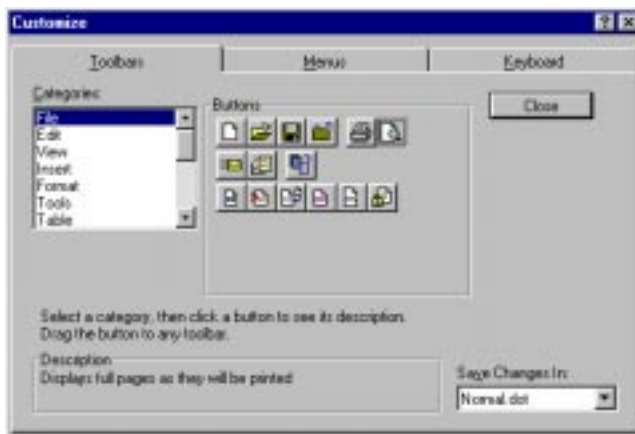 Customize
Toolbars Menus Keyboard
Categories:
File
Edit
View
Insert
Format
Tools
Table
Buttons
Close
Select a category, then click a button to see its description.
Drag the button to any toolbar.
Description
Displays full pages as they will be printed
Save Changes In:
Normal.dot